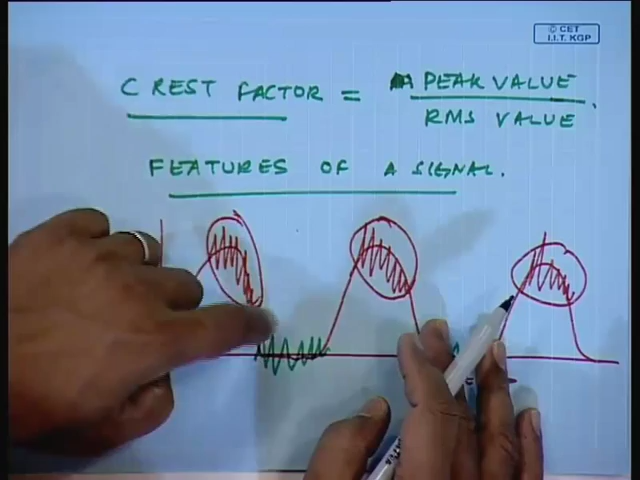 © CET
I.I.T. KGP
CREST FACTOR = PEAK VALUE
RMS VALUE
FEATURES OF A SIGNAL.